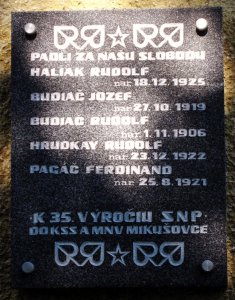 PADLI ZA NAŠU SLOBODU
HALIAK RUDOLF
nar 18.12.1925
BUDIAČ JOZEF
nar 27.10.1919
BUDIAČ RUDOLF
nar 1.11.1906
HRUDKAY RUDOLF
nar 23.12.1922
PAGÁČ FERDINAND
nar 25.8.1921
K 35. VÝROČIU SNP
DO KSS A MNV MIKUŠOVCE